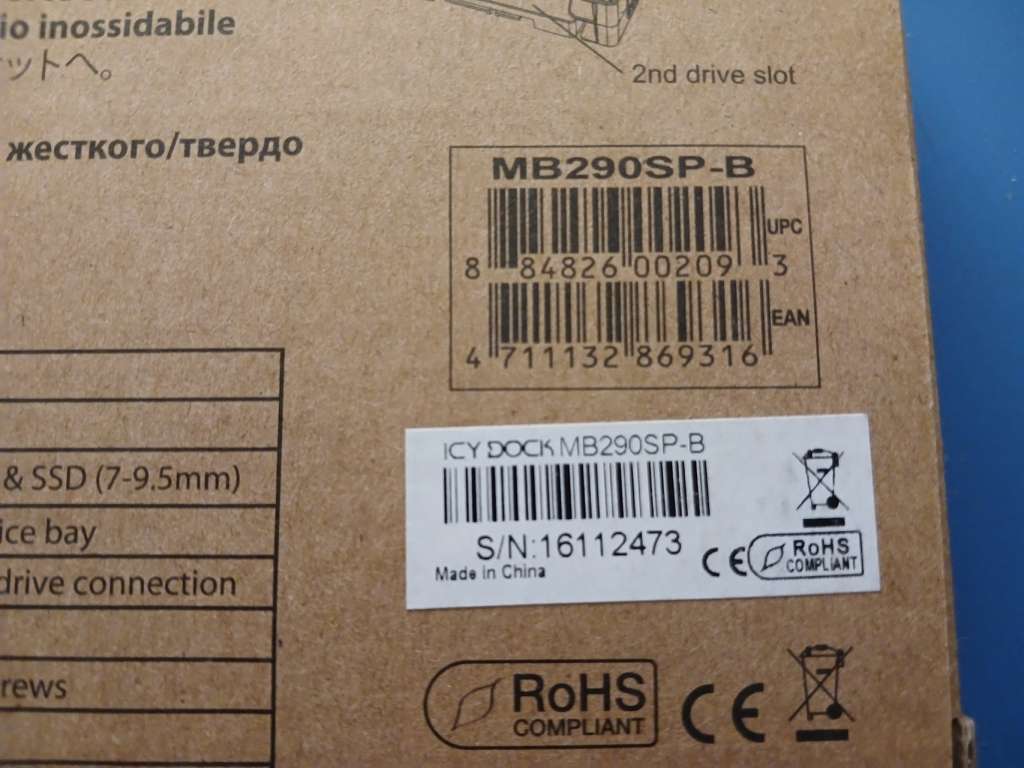 io inossidabile
ットへ。
2nd drive slot
жесткого/твердо
MB290SP-B
UPC
8 84826 00209 3
EAN
4 711132 869316
& SSD (7-9.5mm)
ice bay
drive connection
rews
ICY DOCK MB290SP-B
S/N:16112473
Made in China
CE
RoHS
COMPLIANT
RoHS
COMPLIANT
CE